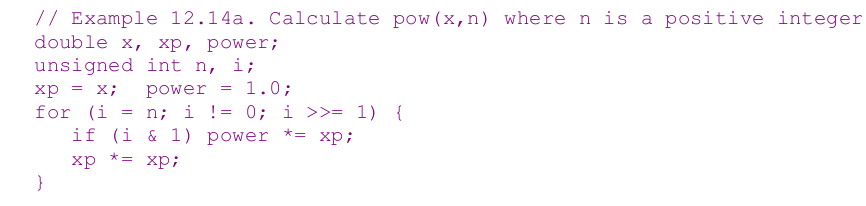 // Example 12.14a. Calculate pow(x,n) where n is a positive integer
double x, xp, power;
unsigned int n, i;
xp = x;  power = 1.0;
for (i = n; i != 0; i >>= 1) {
   if (i & 1) power *= xp;
   xp *= xp;
}